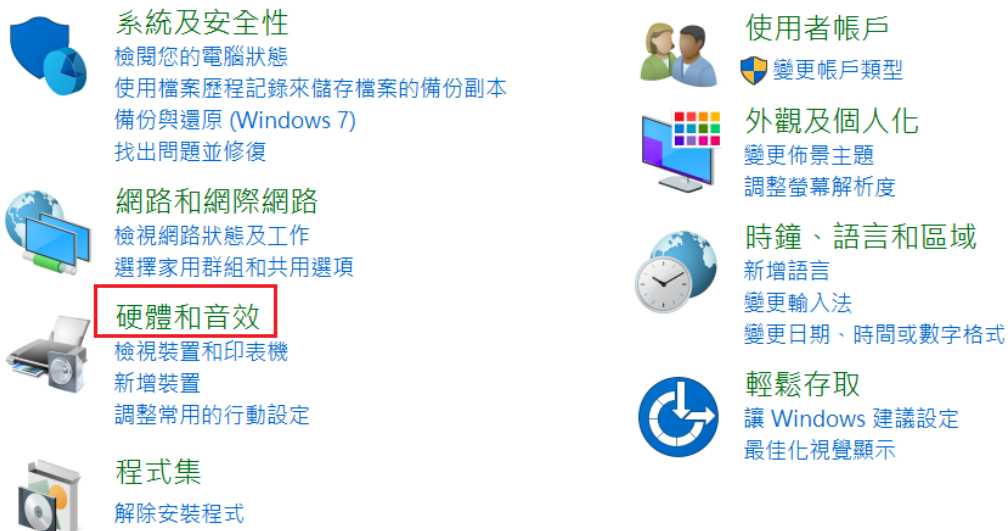 系統及安全性
檢閱您的電腦狀態
使用檔案歷程記錄來儲存檔案的備份副本
備份與還原 (Windows 7)
找出問題並修復
網路和網際網路
檢視網路狀態及工作
選擇家用群組和共用選項
硬體和音效
檢視裝置和印表機
新增裝置
調整常用的行動設定
程式集
解除安裝程式
使用者帳戶
變更帳戶類型
外觀及個人化
變更佈景主題
調整螢幕解析度
時鐘、語言和區域
新增語言
變更輸入法
變更日期、時間或數字格式
輕鬆存取
讓 Windows 建議設定
最佳化視覺顯示